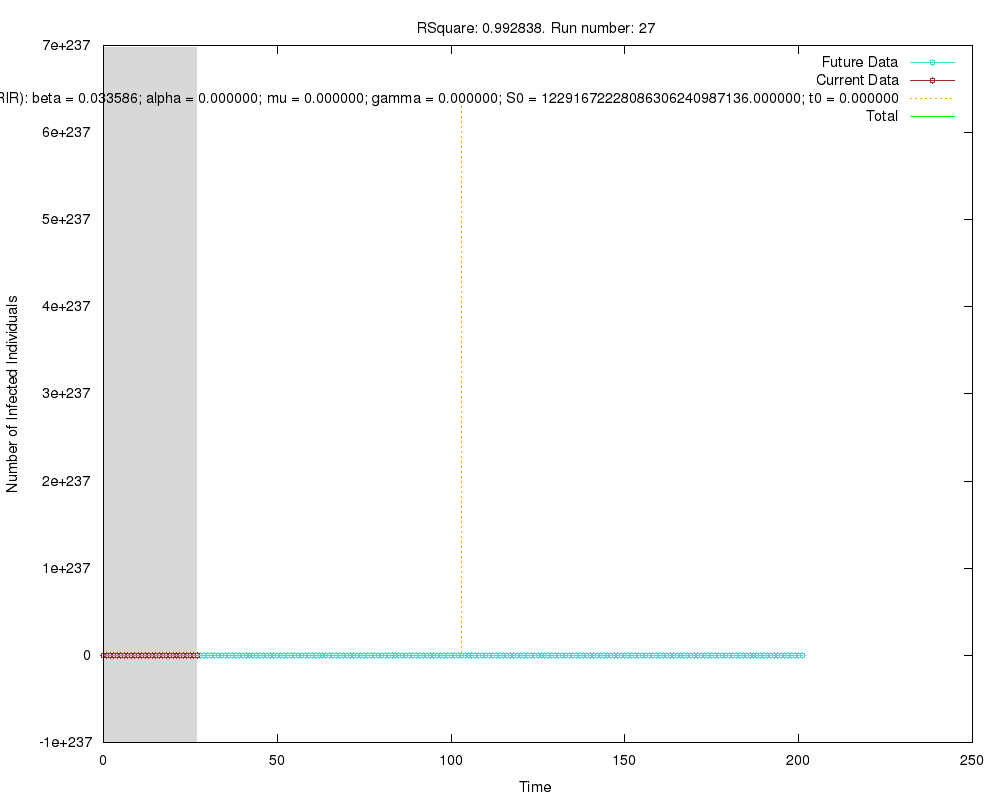 RSquare: 0.992838. Run number: 27
7e+237
Future Data
Current Data
RIR): beta = 0.033586; alpha = 0.000000; mu = 0.000000; gamma = 0.000000; S0 = 12291672228086306240987136.000000; t0 = 0.000000
Total
6e+237
5e+237
4e+237
3e+237
2e+237
1e+237
0
-1e+237
Number of Infected Individuals
0 50 100 150 200 250
Time